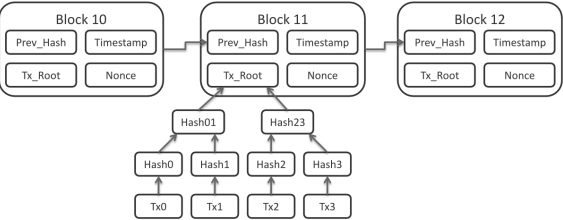 Block 10
Block 11
Block 12
Prev_Hash Timestamp
Prev_Hash Timestamp
Prev_Hash Timestamp
Tx_Root Nonce
Tx_Root Nonce
Tx_Root Nonce
Hash01 Hash23
Hash0 Hash1 Hash2 Hash3
Tx0 Tx1 Tx2 Tx3